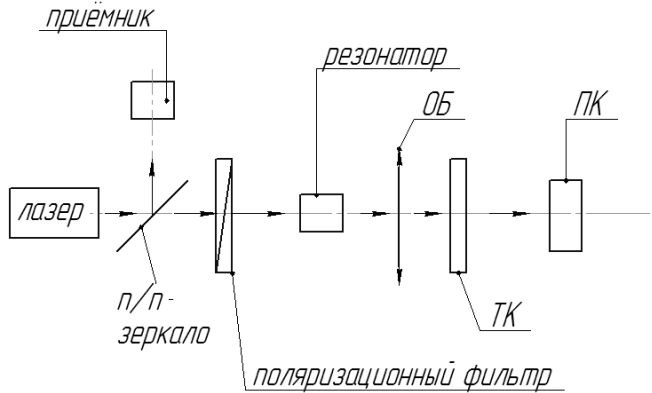 приёмник
резонатор
ОБ
ПК
лазер
п/п-
зеркало
ТК
поляризационный фильтр